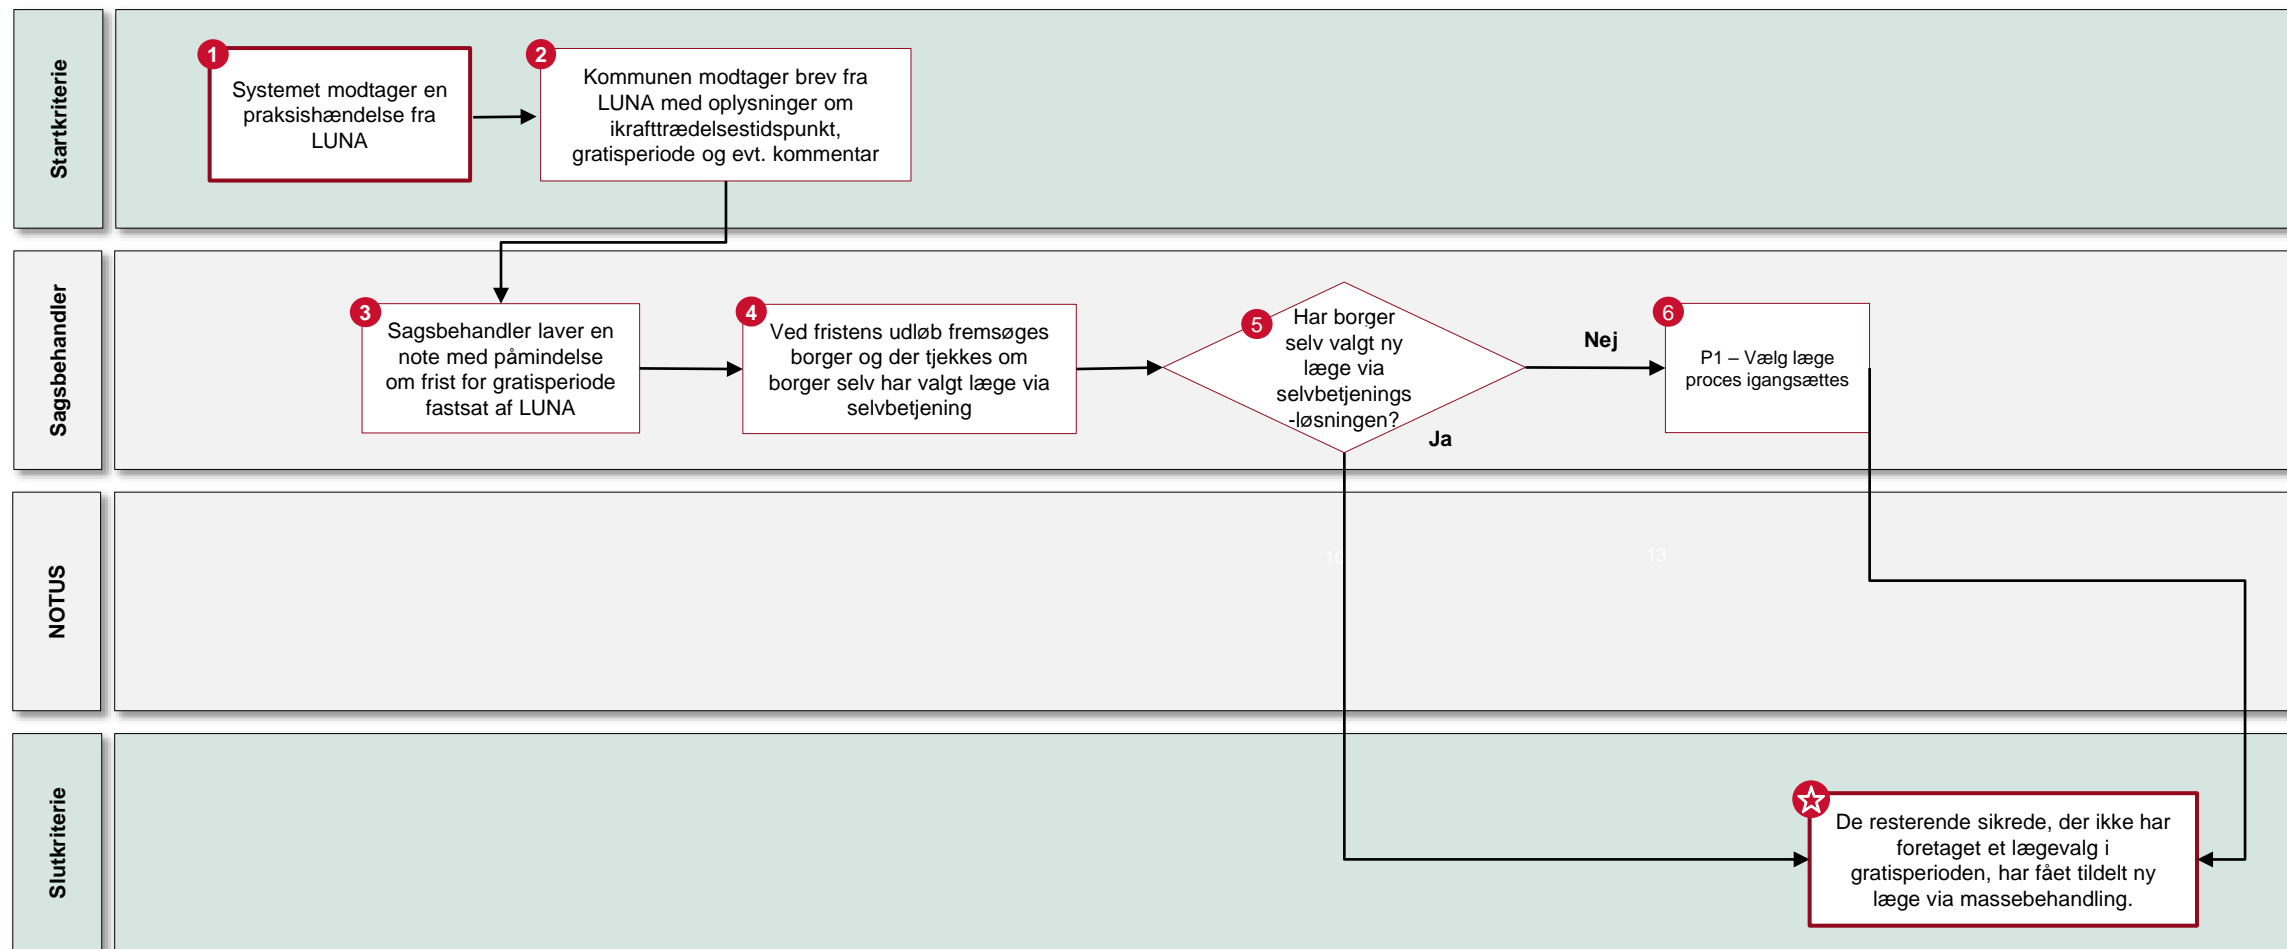 Startkriterie
1
Systemet modtager en
praksishændelse fra
LUNA
2
Kommunen modtager brev fra
LUNA med oplysninger om
ikrafttrædelsestidspunkt,
gratisperiode og evt. kommentar
Sagsbehandler
3
Sagsbehandler laver en
note med påmindelse
om frist for gratisperiode
fastsat af LUNA
4
Ved fristens udløb fremsøges
borger og der tjekkes om
borger selv har valgt læge via
selvbetjening
5
Har borger
selv valgt ny
læge via
selvbetjenings
-løsningen?
Nej
Ja
6
P1 – Vælg læge
proces igangsættes
NOTUS
10
13
Slutkriterie
De resterende sikrede, der ikke har
foretaget et lægevalg i
gratisperioden, har fået tildelt ny
læge via massebehandling.